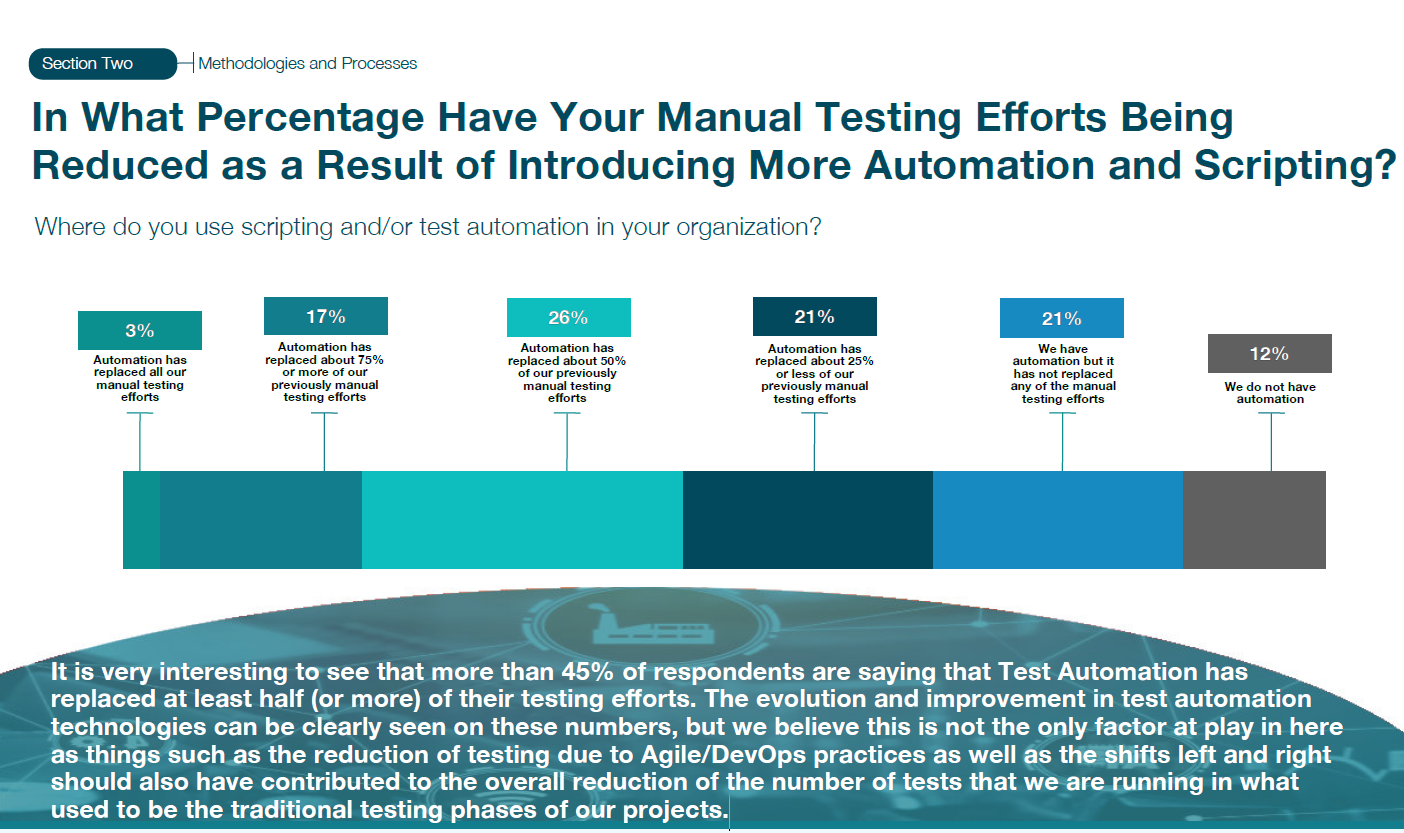 Section Two
Methodologies and Processes
In What Percentage Have Your Manual Testing Efforts Being
Reduced as a Result of Introducing More Automation and Scripting?
Where do you use scripting and/or test automation in your organization?
3%
Automation has
replaced all our
manual testing
efforts
17%
Automation has
replaced about 75%
or more of our
previously manual
testing efforts
26%
Automation has
replaced about 50%
of our previously
manual testing
efforts
21%
Automation has
replaced about 25%
or less of our
previously manual
testing efforts
21%
We have
automation but it
has not replaced
any of the manual
testing efforts
12%
We do not have
automation
It is very interesting to see that more than 45% of respondents are saying that Test Automation has
replaced at least half (or more) of their testing efforts. The evolution and improvement in test automation
technologies can be clearly seen on these numbers, but we believe this is not the only factor at play in here
as things such as the reduction of testing due to Agile/DevOps practices as well as the shifts left and right
should also have contributed to the overall reduction of the number of tests that we are running in what
used to be the traditional testing phases of our projects.